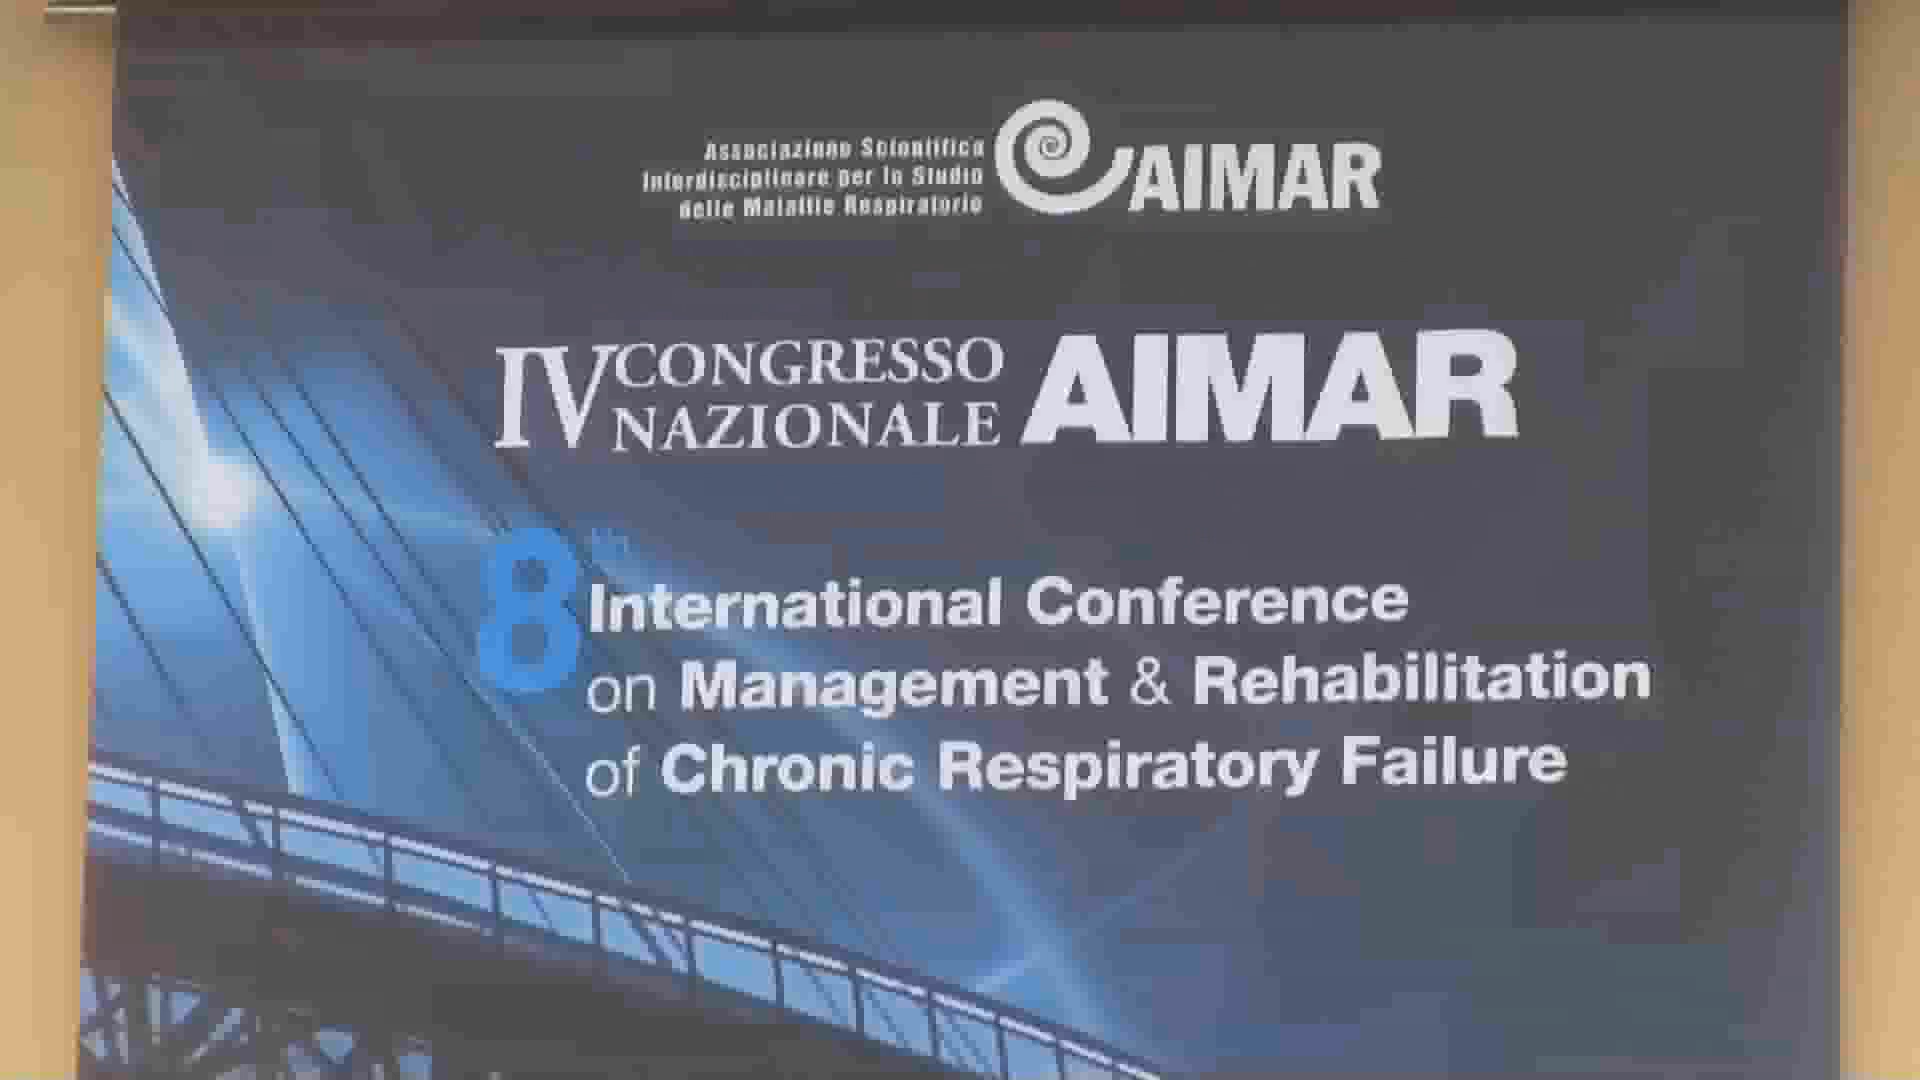 Associazione Scientifica
Interdisciplinare per lo Studio
delle Malattie Respiratorie
AIMAR
IV CONGRESSO
NAZIONALE
AIMAR
8th
International Conference
on Management & Rehabilitation
of Chronic Respiratory Failure